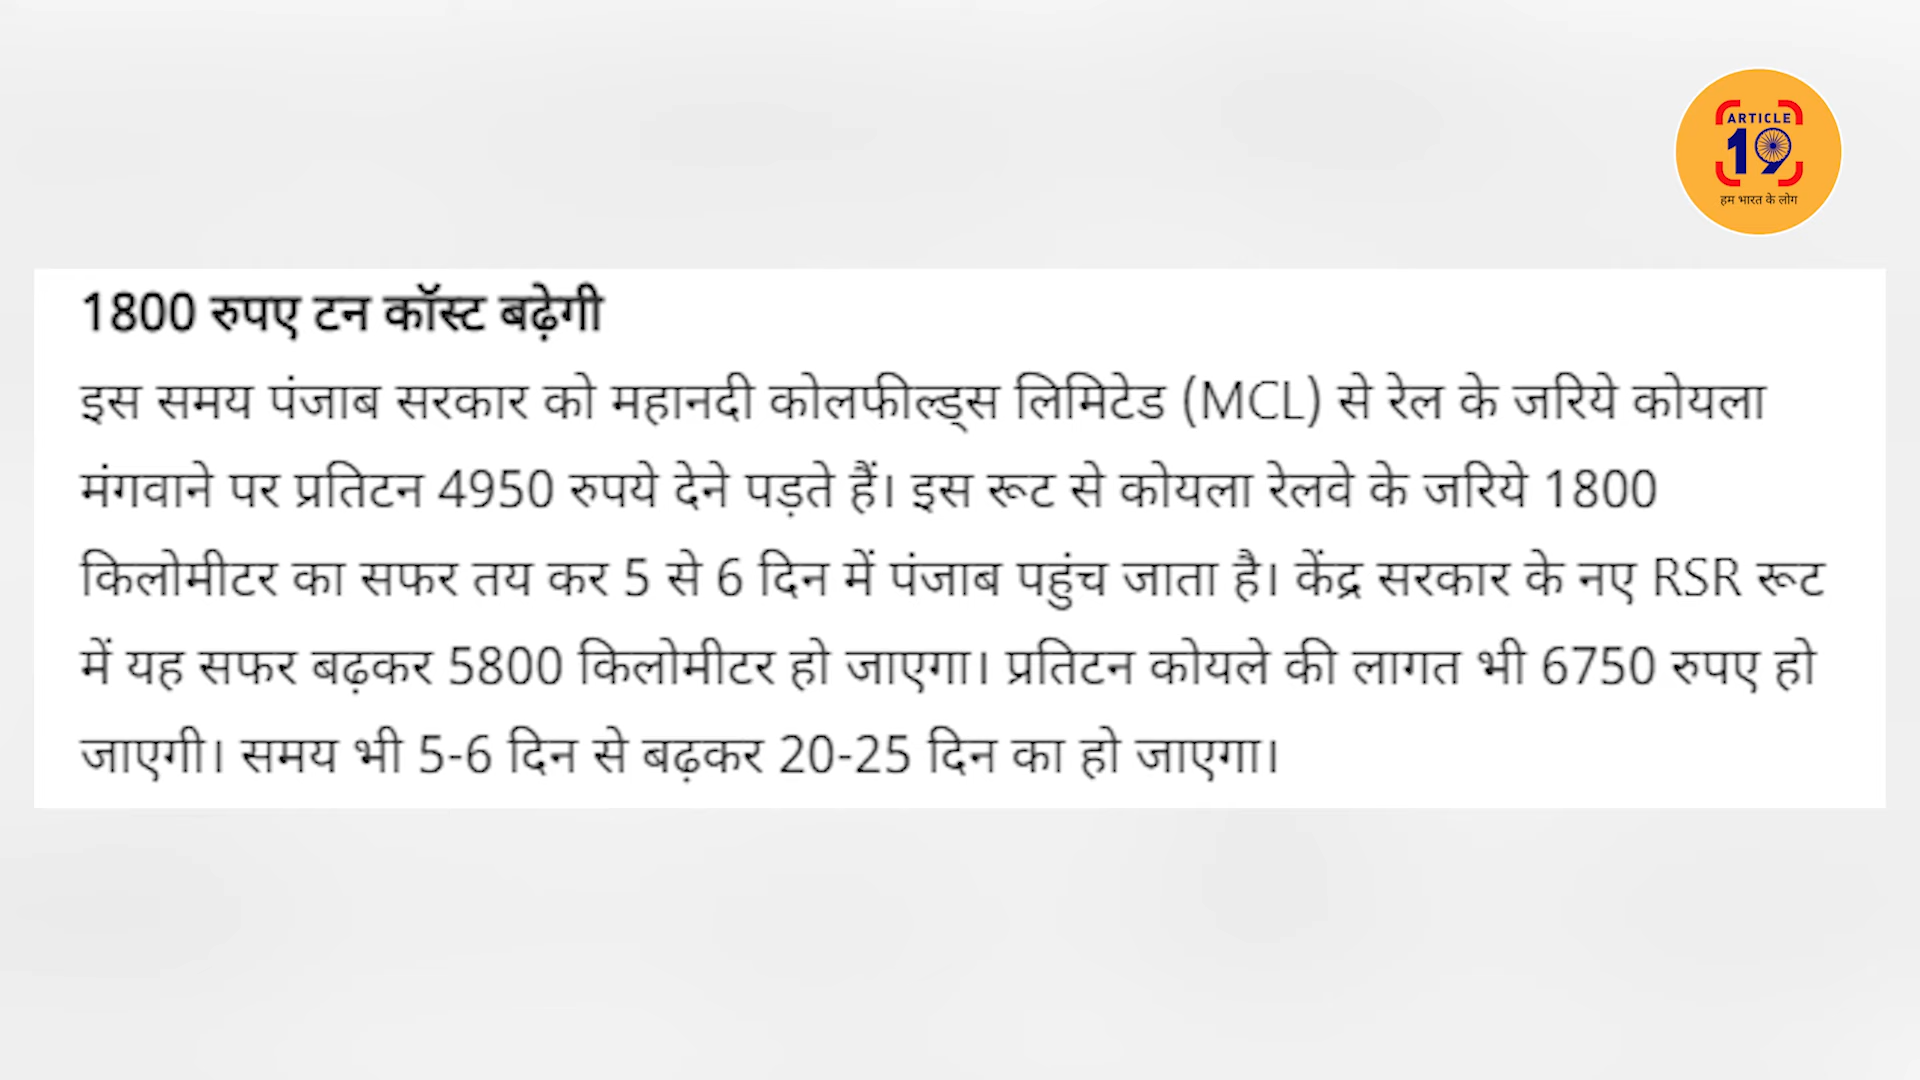 ARTICLE
19
हम भारत के लोग
1800 रुपए टन कॉस्ट बढ़ेगी
इस समय पंजाब सरकार को महानदी कोलफील्ड्स लिमिटेड (MCL) से रेल के जरिये कोयला
मंगवाने पर प्रतिटन 4950 रुपये देने पड़ते हैं। इस रूट से कोयला रेलवे के जरिये 1800
किलोमीटर का सफर तय कर 5 से 6 दिन में पंजाब पहुंच जाता है। केंद्र सरकार के नए RSR रूट
में यह सफर बढ़कर 5800 किलोमीटर हो जाएगा। प्रतिटन कोयले की लागत भी 6750 रुपए हो
जाएगी। समय भी 5-6 दिन से बढ़कर 20-25 दिन का हो जाएगा।